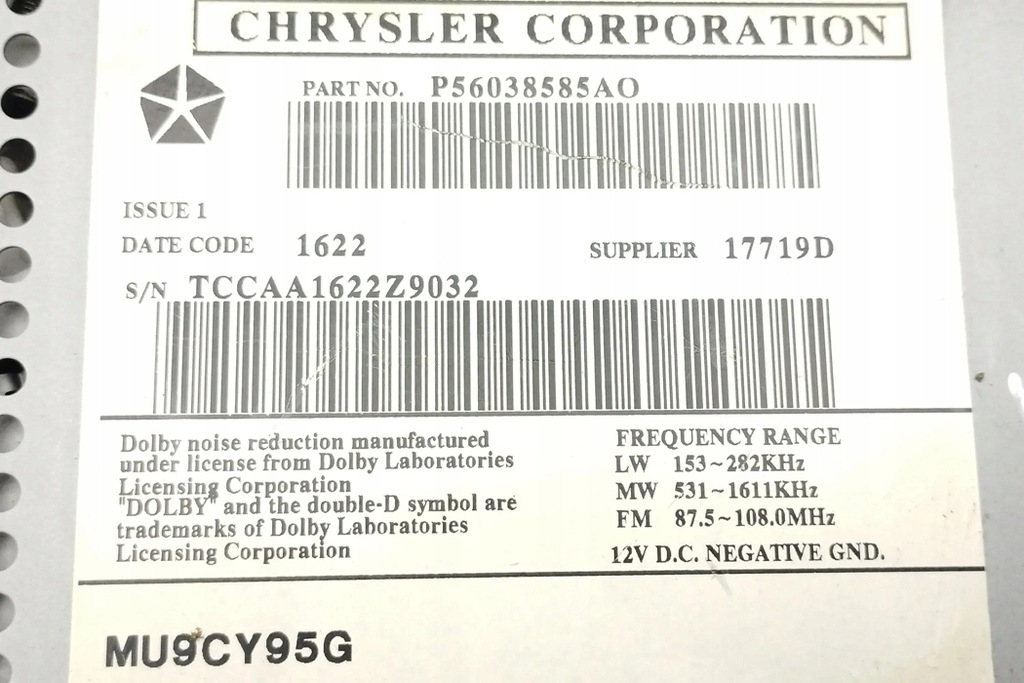 CHRYSLER CORPORATION
PART NO. P56038585AO
ISSUE 1
DATE CODE 1622 SUPPLIER 17719D
S/N TCCAA1622Z9032
Dolby noise reduction manufactured
under license from Dolby Laboratories
Licensing Corporation
"DOLBY" and the double-D symbol are
trademarks of Dolby Laboratories
Licensing Corporation
FREQUENCY RANGE
LW 153~282KHz
MW 531~1611KHz
FM 87.5~108.0MHz
12V D.C. NEGATIVE GND.
MU9CY95G